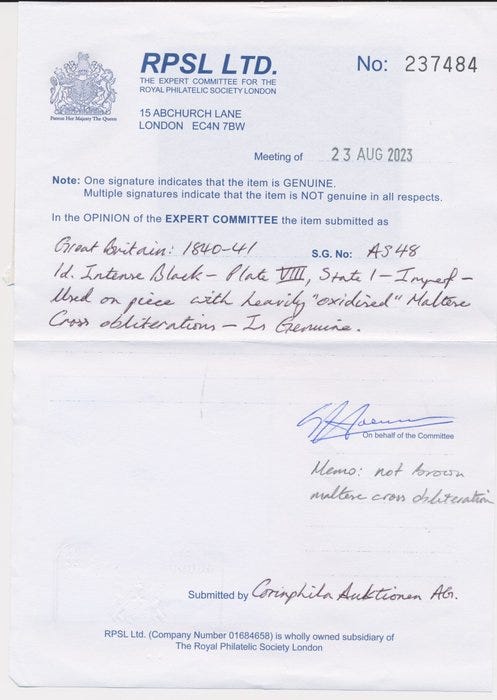 RPSL LTD.
THE EXPERT COMMITTEE FOR THE
ROYAL PHILATELIC SOCIETY LONDON
No: 237484
Patron Her Majesty The Queen
15 ABCHURCH LANE
LONDON EC4N 7BW
Meeting of 23 AUG 2023
Note: One signature indicates that the item is GENUINE.
Multiple signatures indicate that the item is NOT genuine in all respects.
In the OPINION of the EXPERT COMMITTEE the item submitted as
Great Britain: 1840-41 S.G. No: AS48
1d. Intense Black - Plate VIII, State 1 - Imperf -
Used on piece with heavily "oxidised" Maltese
Cross obliterations - Is Genuine.
On behalf of the Committee
Memo: not brown
maltese cross obliteration
Submitted by Corinphila Auktionen AG.
RPSL Ltd. (Company Number 01684658) is wholly owned subsidiary of
The Royal Philatelic Society London